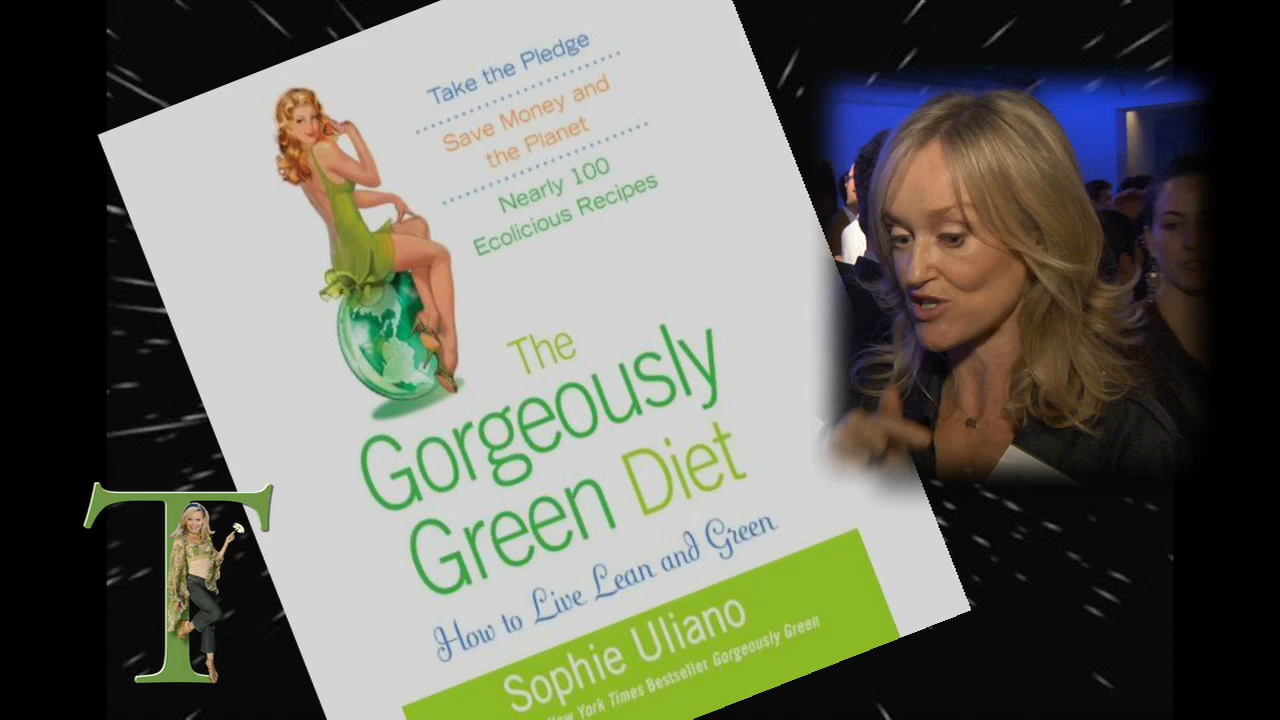 Take the Pledge
Save Money and
the Planet
Nearly 100
Ecolicious Recipes
The
Gorgeously
Green Diet
How to Live Lean and Green
Sophie Uliano
New York Times Bestseller Gorgeously Green
T